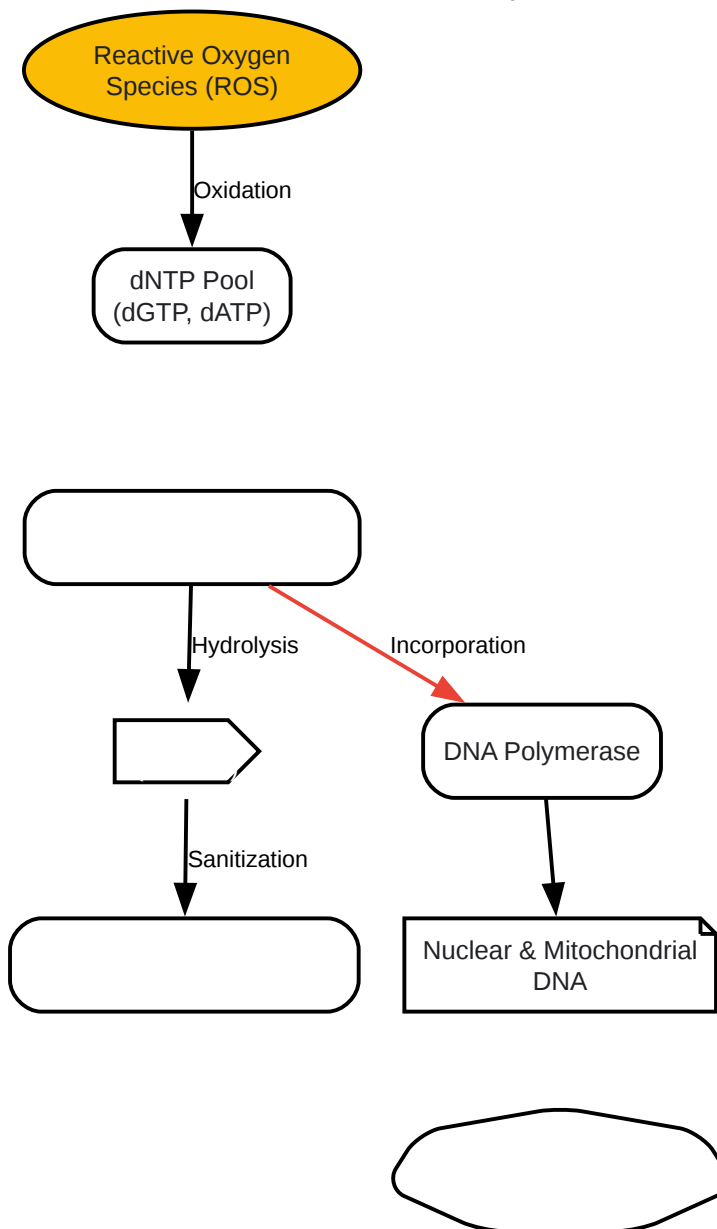 Reactive Oxygen
Species (ROS)
Oxidation
dNTP Pool
(dGTP, dATP)
Hydrolysis
Incorporation
DNA Polymerase
Sanitization
Nuclear & Mitochondrial
DNA